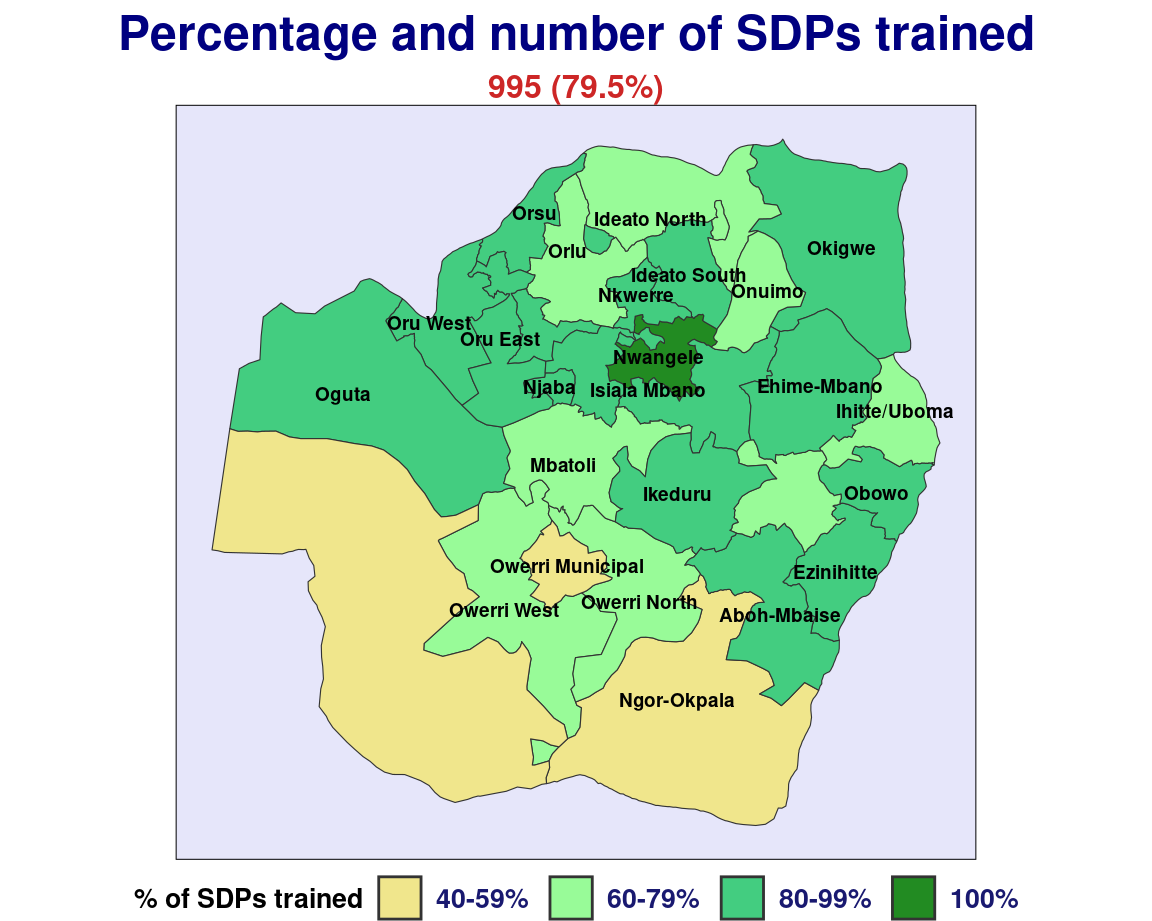 Percentage and number of SDPs trained
995 (79.5%)
Orsu
Ideato North
Orlu
Okigwe
Ideato South
Nkwerre
Onuimo
Oru West
Oru East
Nwangele
Njaba
Isiala Mbano
Ehime-Mbano
Oguta
Ihitte/Uboma
Mbatoli
Ikeduru
Obowo
Owerri Municipal
Ezinihitte
Owerri West
Owerri North
Aboh-Mbaise
Ngor-Okpala
% of SDPs trained
40-59%
60-79%
80-99%
100%